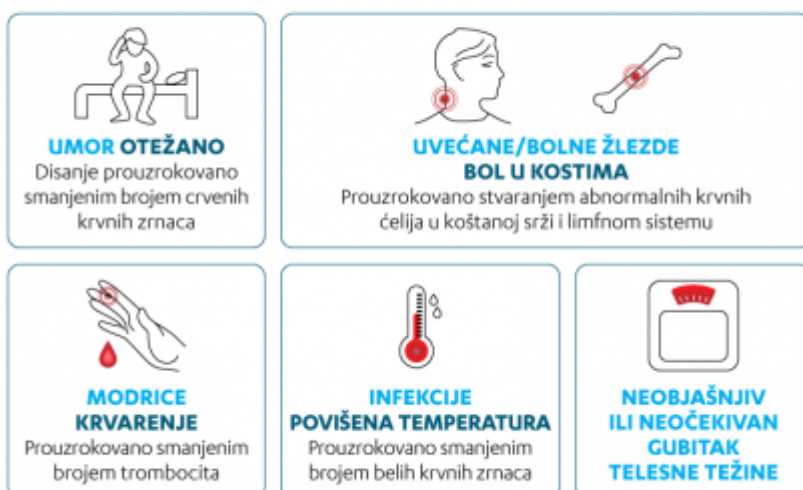 UMOR OTEŽANO
Disanje prouzrokovano
smanjenim brojem crvenih
krvnih zrnaca
UVEĆANE/BOLNE ŽLEZDE
BOL U KOSTIMA
Prouzrokovano stvaranjem abnormalnih krvnih
ćelija u koštanoj srži i limfnom sistemu
MODRICE
KRVARENJE
Prouzrokovano smanjenim
brojem trombocita
INFEKCIJE
POVIŠENA TEMPERATURA
Prouzrokovano smanjenim
brojem belih krvnih zrnaca
NEOBJAŠNJIV
ILI NEOČEKIVAN
GUBITAK
TELESNE TEŽINE